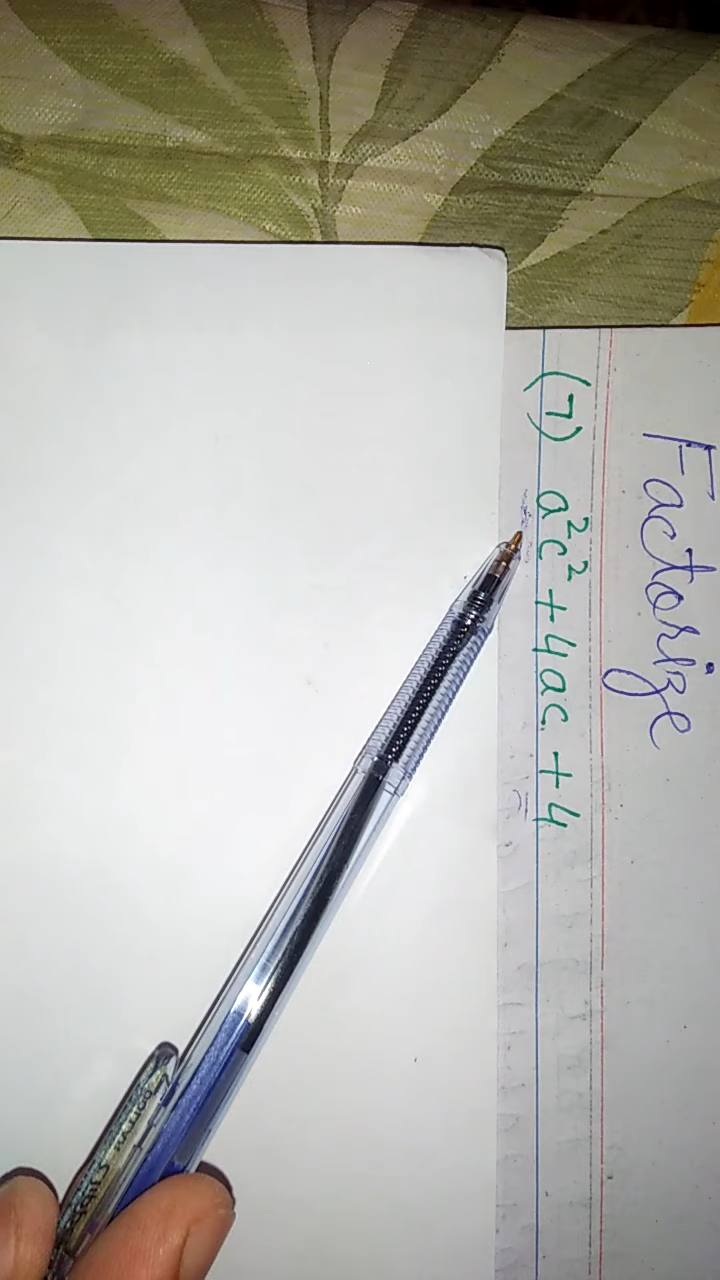 Factorize
(7) a²c² + 4ac + 4